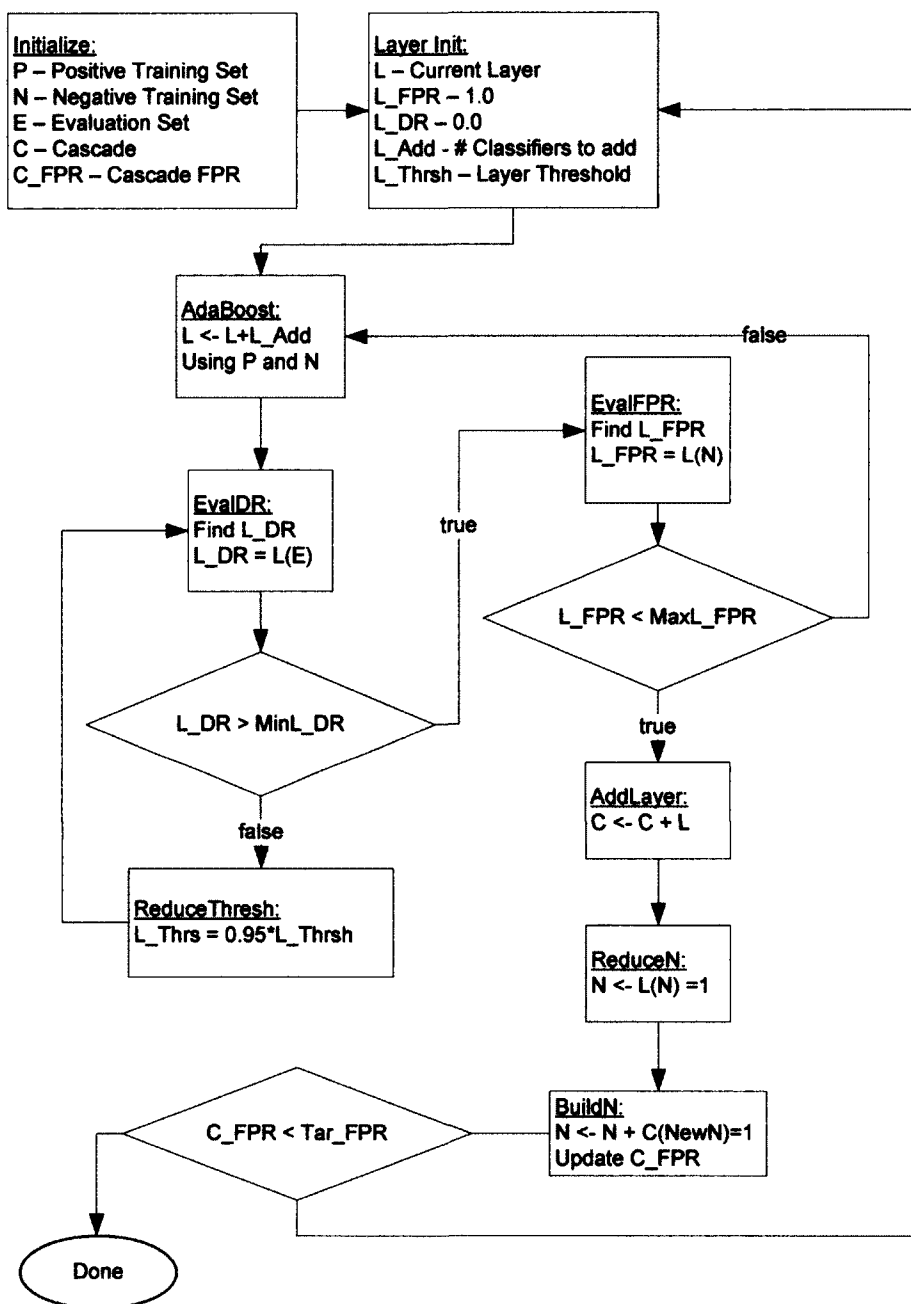 Initialize:
P – Positive Training Set
N – Negative Training Set
E – Evaluation Set
C – Cascade
C_FPR – Cascade FPR
Layer Init:
L – Current Layer
L_FPR – 1.0
L_DR – 0.0
L_Add - # Classifiers to add
L_Thrsh – Layer Threshold
AdaBoost:
L <- L+L_Add
Using P and N
false
EvalFPR:
Find L_FPR
L_FPR = L(N)
EvalDR:
Find L_DR
L_DR = L(E)
true
L_FPR < MaxL_FPR
L_DR > MinL_DR
true
false
AddLayer:
C <- C + L
ReduceThresh:
L_Thrs = 0.95*L_Thrsh
ReduceN:
N <- L(N) =1
BuildN:
N <- N + C(NewN)=1
Update C_FPR
C_FPR < Tar_FPR
Done